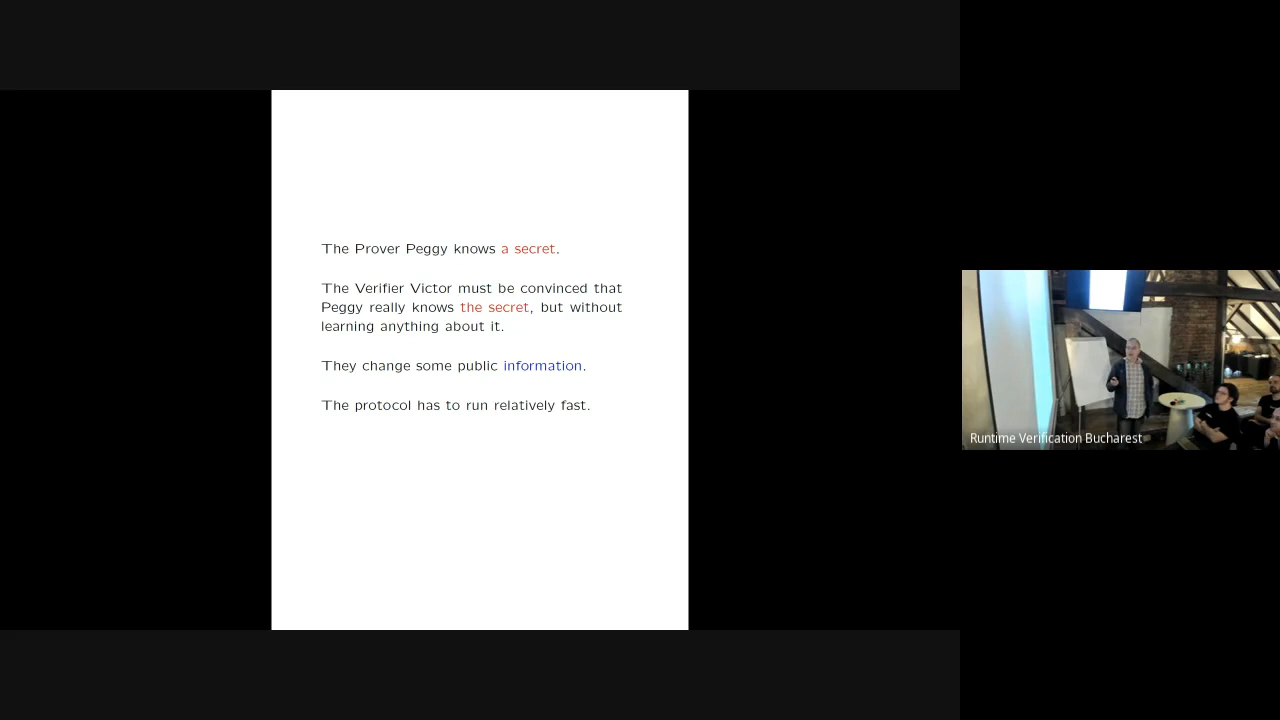 The Prover Peggy knows a secret.
The Verifier Victor must be convinced that
Peggy really knows the secret, but without
learning anything about it.
They change some public information.
The protocol has to run relatively fast.
Runtime Verification Bucharest